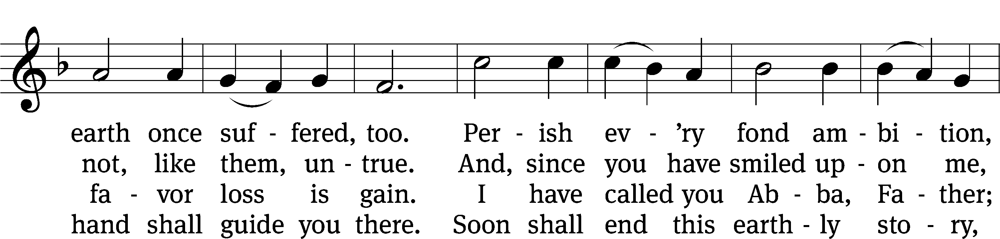 earth once suf - fered, too. Per - ish ev - ’ry fond am - bi - tion,
not, like them, un - true. And, since you have smiled up - on me,
fa - vor loss is gain. I have called you Ab - ba, Fa - ther;
hand shall guide you there. Soon shall end this earth - ly sto - ry,